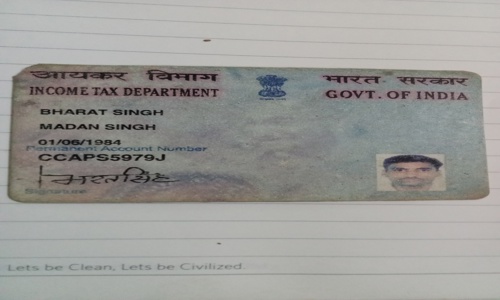 आयकर विभाग भारत सरकार
INCOME TAX DEPARTMENT GOVT. OF INDIA
BHARAT SINGH
MADAN SINGH
01/06/1984
Permanent Account Number
CCAPS5979J
भरतसिंह
Signature
Lets be Clean, Lets be Civilized